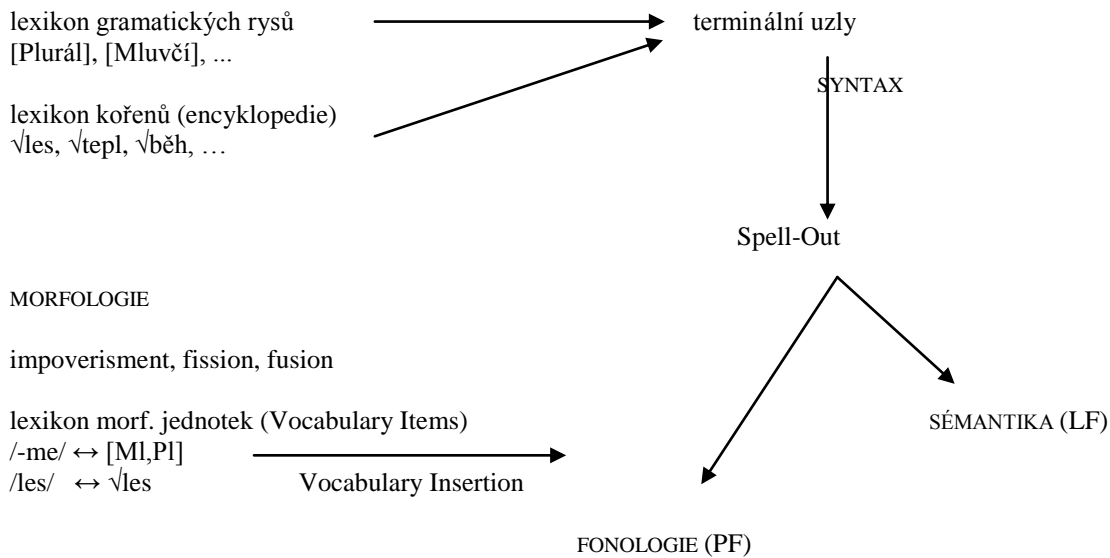 lexikon gramatických rysů
[Plurál], [Mluvčí], ...
terminální uzly
SYNTAX
lexikon kořenů (encyklopedie)
√les, √tepl, √běh, …
Spell-Out
MORFOLOGIE
impoverisment, fission, fusion
lexikon morf. jednotek (Vocabulary Items)
/-me/ ↔ [Ml,Pl]
/les/ ↔ √les
Vocabulary Insertion
SÉMANTIKA (LF)
FONOLOGIE (PF)